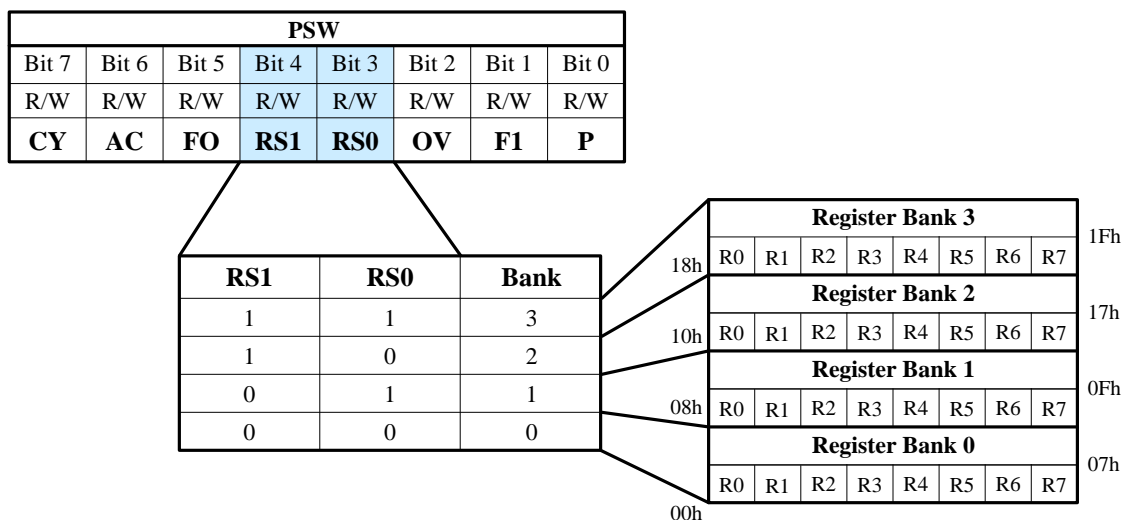 PSW
Bit 7 Bit 6 Bit 5 Bit 4 Bit 3 Bit 2 Bit 1 Bit 0
R/W R/W R/W R/W R/W R/W R/W R/W
CY AC FO RS1 RS0 OV F1 P
RS1 RS0 Bank
1 1 3
1 0 2
0 1 1
0 0 0
Register Bank 3
1Fh
18h R0 R1 R2 R3 R4 R5 R6 R7
Register Bank 2
17h
10h R0 R1 R2 R3 R4 R5 R6 R7
Register Bank 1
0Fh
08h R0 R1 R2 R3 R4 R5 R6 R7
Register Bank 0
07h
R0 R1 R2 R3 R4 R5 R6 R7
00h